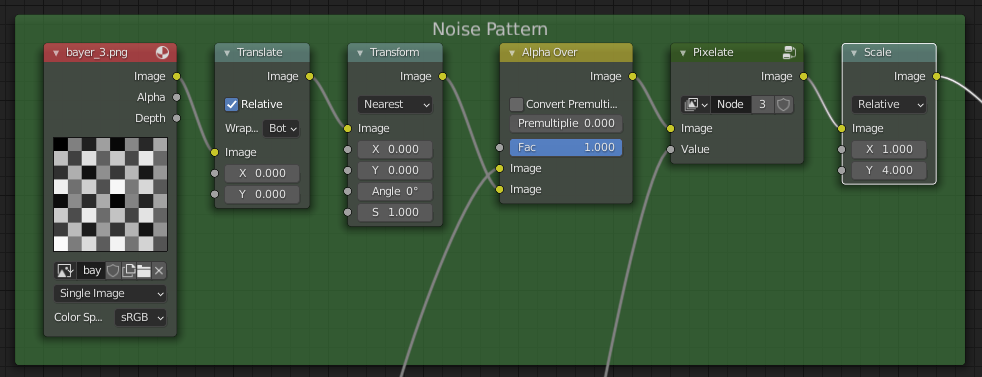 Noise Pattern
bayer_3.png
Image
Alpha
Depth
bay
Single Image
Color Sp... sRGB
Translate
Image
Relative
Wrap... Bot
Image
X 0.000
Y 0.000
Transform
Image
Nearest
Image
X 0.000
Y 0.000
Angle 0°
S 1.000
Alpha Over
Image
Convert Premulti...
Premultiplie 0.000
Fac 1.000
Image
Image
Pixelate
Image
Node 3
Image
Value
Scale
Image
Relative
Image
X 1.000
Y 4.000